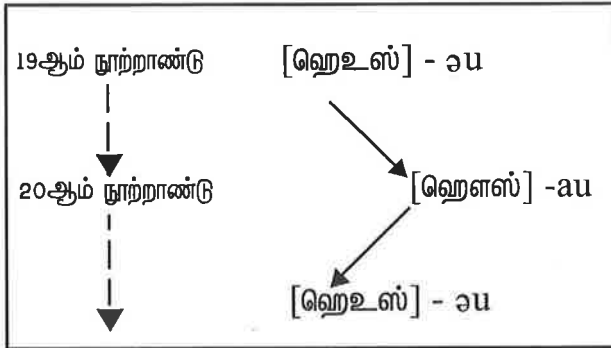 19ஆம் நூற்றாண்டு [ஹெஉஸ்] - əu
20ஆம் நூற்றாண்டு [ஹௌஸ்] -au
[ஹெஉஸ்] - əu